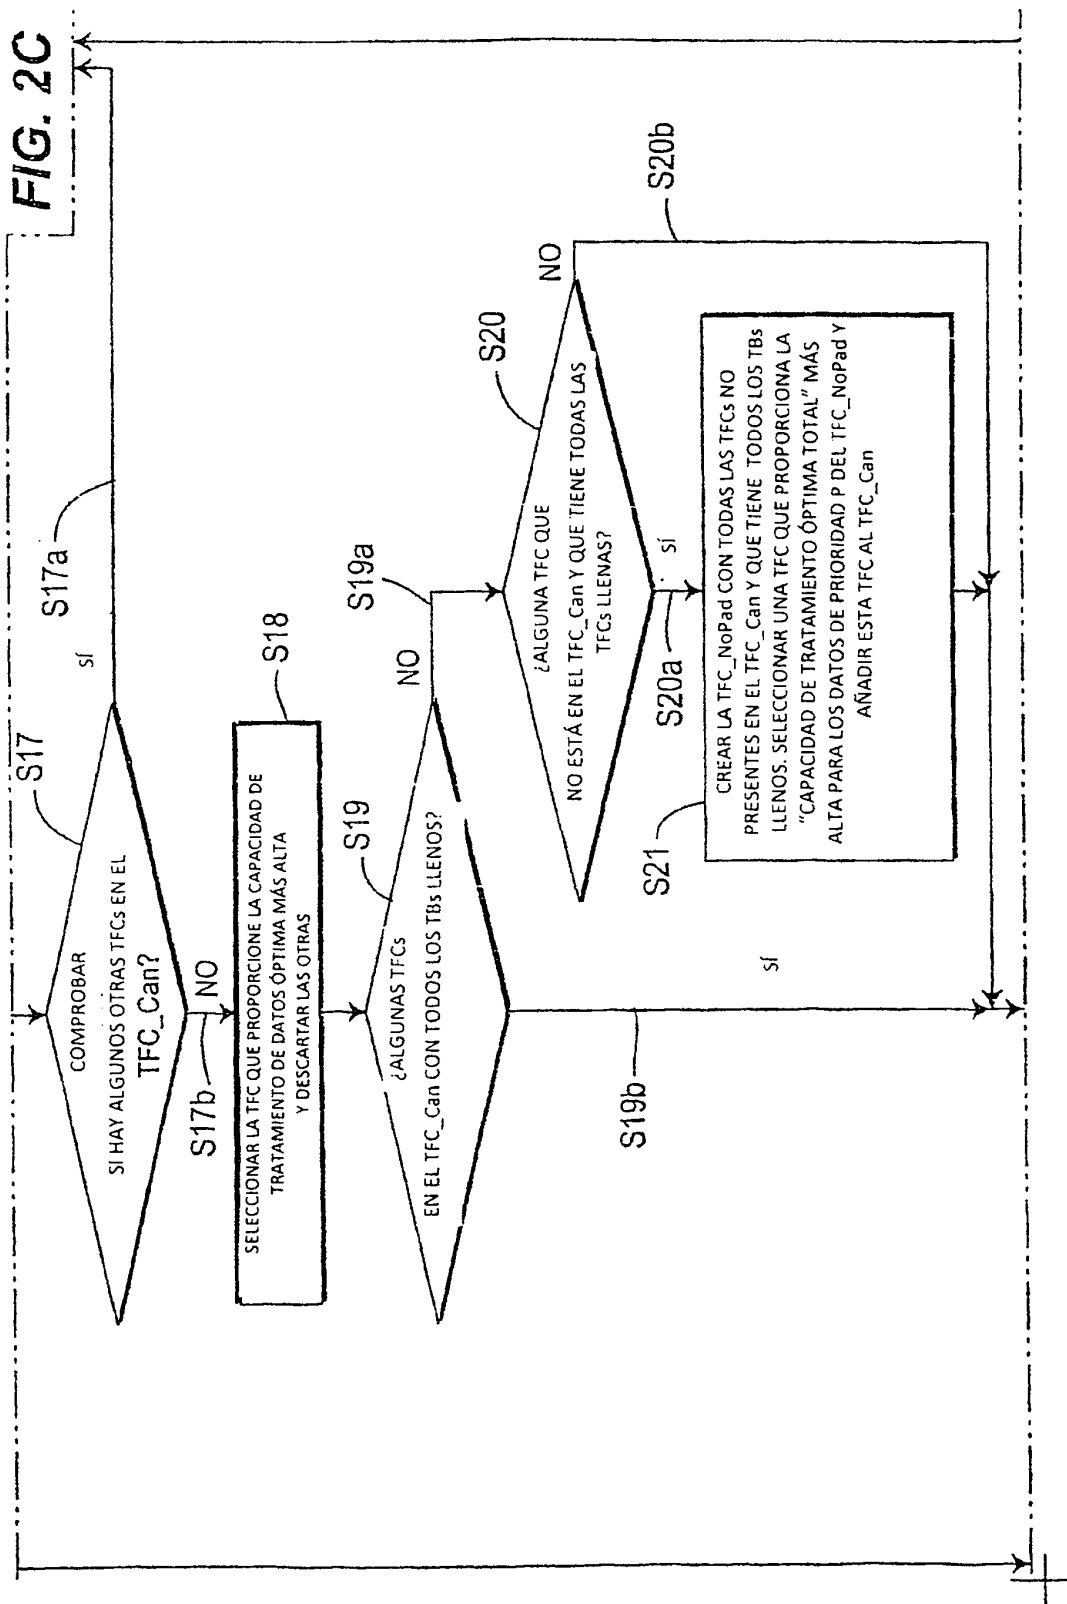 FIG. 2C
S17
COMPROBAR
SI HAY ALGUNOS OTRAS TFCs EN EL
TFC_Can?
sí
S17a
S17b
NO
S18
SELECCIONAR LA TFC QUE PROPORCIONE LA CAPACIDAD DE
TRATAMIENTO DE DATOS ÓPTIMA MÁS ALTA
Y DESCARTAR LAS OTRAS
S19
¿ALGUNAS TFCs
EN EL TFC_Can CON TODOS LOS TBs LLENOS?
NO
S19a
S19b
sí
S20
¿ALGUNA TFC QUE
NO ESTÁ EN EL TFC_Can Y QUE TIENE TODAS LAS
TFCs LLENAS?
NO
S20b
S20a
sí
S21
CREAR LA TFC_NoPad CON TODAS LAS TFCs NO
PRESENTES EN EL TFC_Can Y QUE TIENE TODOS LOS TBs
LLENOS. SELECCIONAR UNA TFC QUE PROPORCIONA LA
"CAPACIDAD DE TRATAMIENTO ÓPTIMA TOTAL" MÁS
ALTA PARA LOS DATOS DE PRIORIDAD P DEL TFC_NoPad Y
AÑADIR ESTA TFC AL TFC_Can